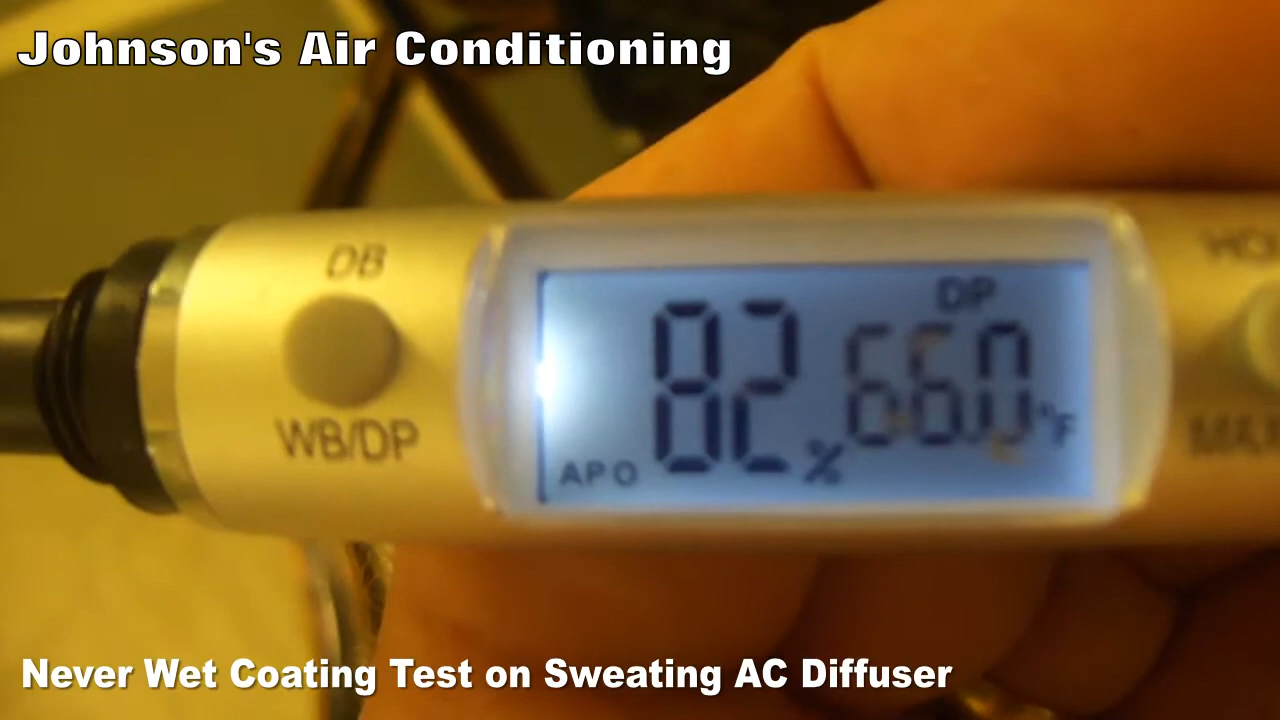 Johnson's Air Conditioning
DB
WB/DP
DP
82 % 66.0 °F
APO
Never Wet Coating Test on Sweating AC Diffuser